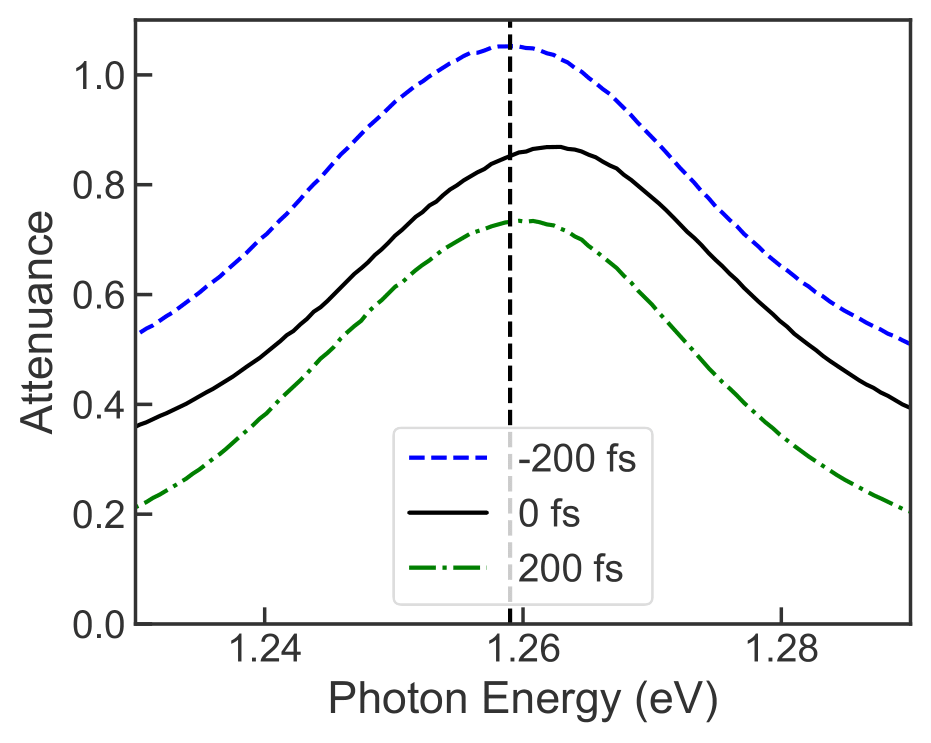 1.0
0.8
0.6
0.4
0.2
0.0
Attenuance
-200 fs
0 fs
200 fs
1.24 1.26 1.28
Photon Energy (eV)